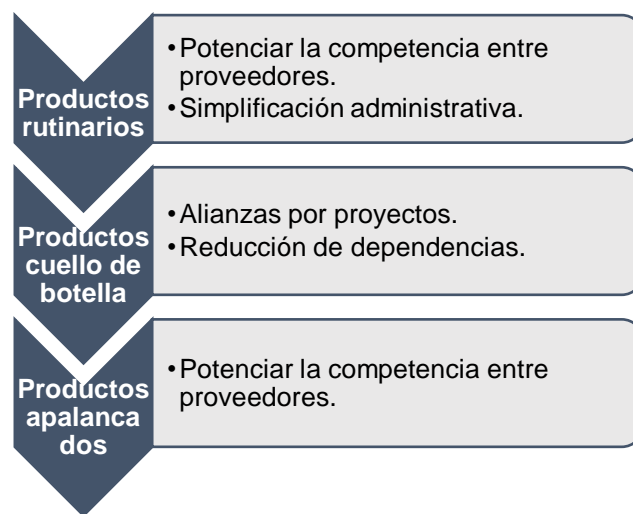 Productos
rutinarios
•Potenciar la competencia entre
proveedores.
•Simplificación administrativa.
Productos
cuello de
botella
•Alianzas por proyectos.
•Reducción de dependencias.
Productos
apalanca
dos
•Potenciar la competencia entre
proveedores.